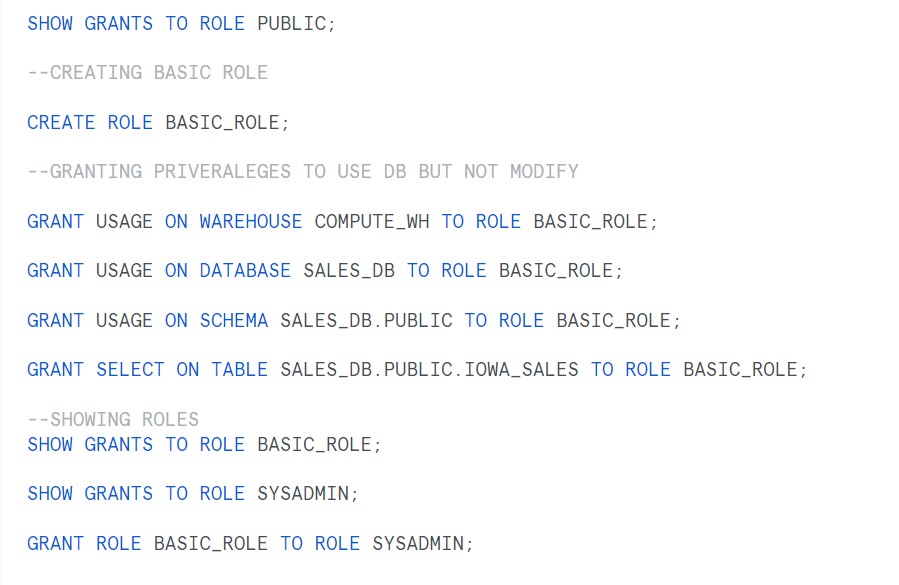 SHOW GRANTS TO ROLE PUBLIC;
--CREATING BASIC ROLE
CREATE ROLE BASIC_ROLE;
--GRANTING PRIVERALEGES TO USE DB BUT NOT MODIFY
GRANT USAGE ON WAREHOUSE COMPUTE_WH TO ROLE BASIC_ROLE;
GRANT USAGE ON DATABASE SALES_DB TO ROLE BASIC_ROLE;
GRANT USAGE ON SCHEMA SALES_DB.PUBLIC TO ROLE BASIC_ROLE;
GRANT SELECT ON TABLE SALES_DB.PUBLIC.IOWA_SALES TO ROLE BASIC_ROLE;
--SHOWING ROLES
SHOW GRANTS TO ROLE BASIC_ROLE;
SHOW GRANTS TO ROLE SYSADMIN;
GRANT ROLE BASIC_ROLE TO ROLE SYSADMIN;